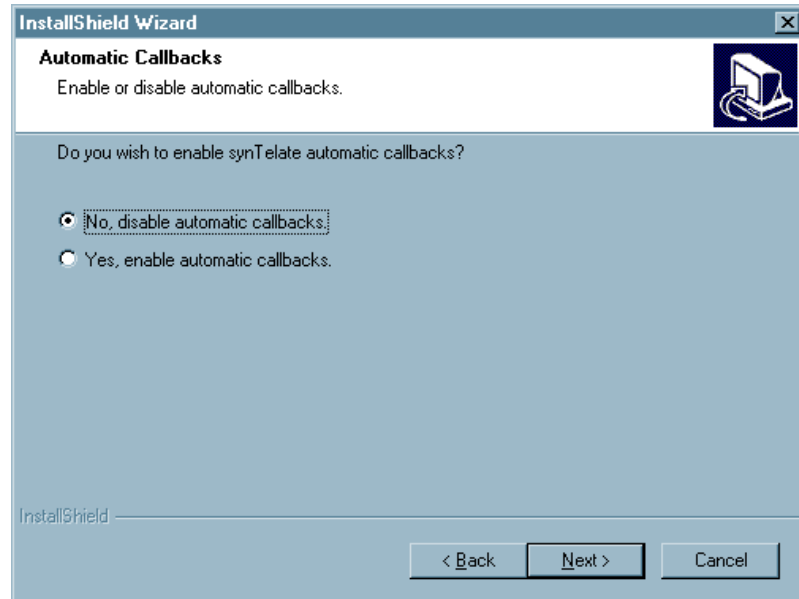 InstallShield Wizard
Automatic Callbacks
Enable or disable automatic callbacks.
Do you wish to enable synTelate automatic callbacks?
No, disable automatic callbacks.
Yes, enable automatic callbacks.
InstallShield
< Back Next > Cancel